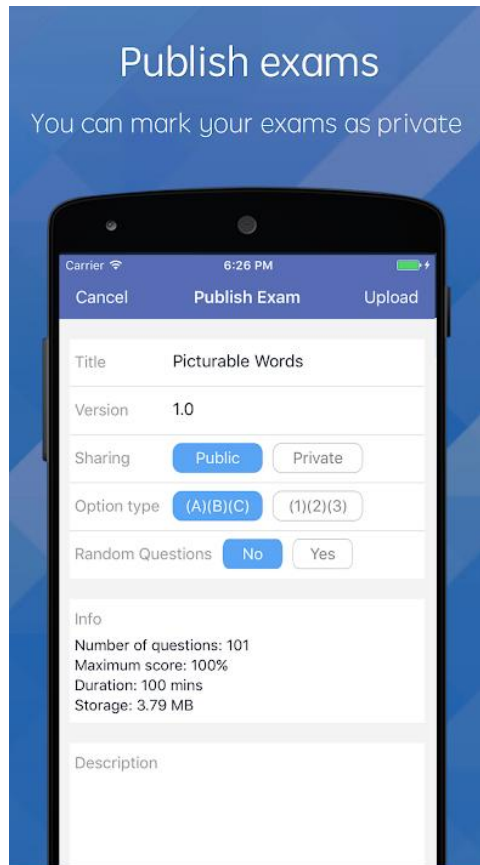 Publish exams
You can mark your exams as private
Carrier 6:26 PM
Cancel Publish Exam Upload
Title Picturable Words
Version 1.0
Sharing Public Private
Option type (A)(B)(C) (1)(2)(3)
Random Questions No Yes
Info
Number of questions: 101
Maximum score: 100%
Duration: 100 mins
Storage: 3.79 MB
Description